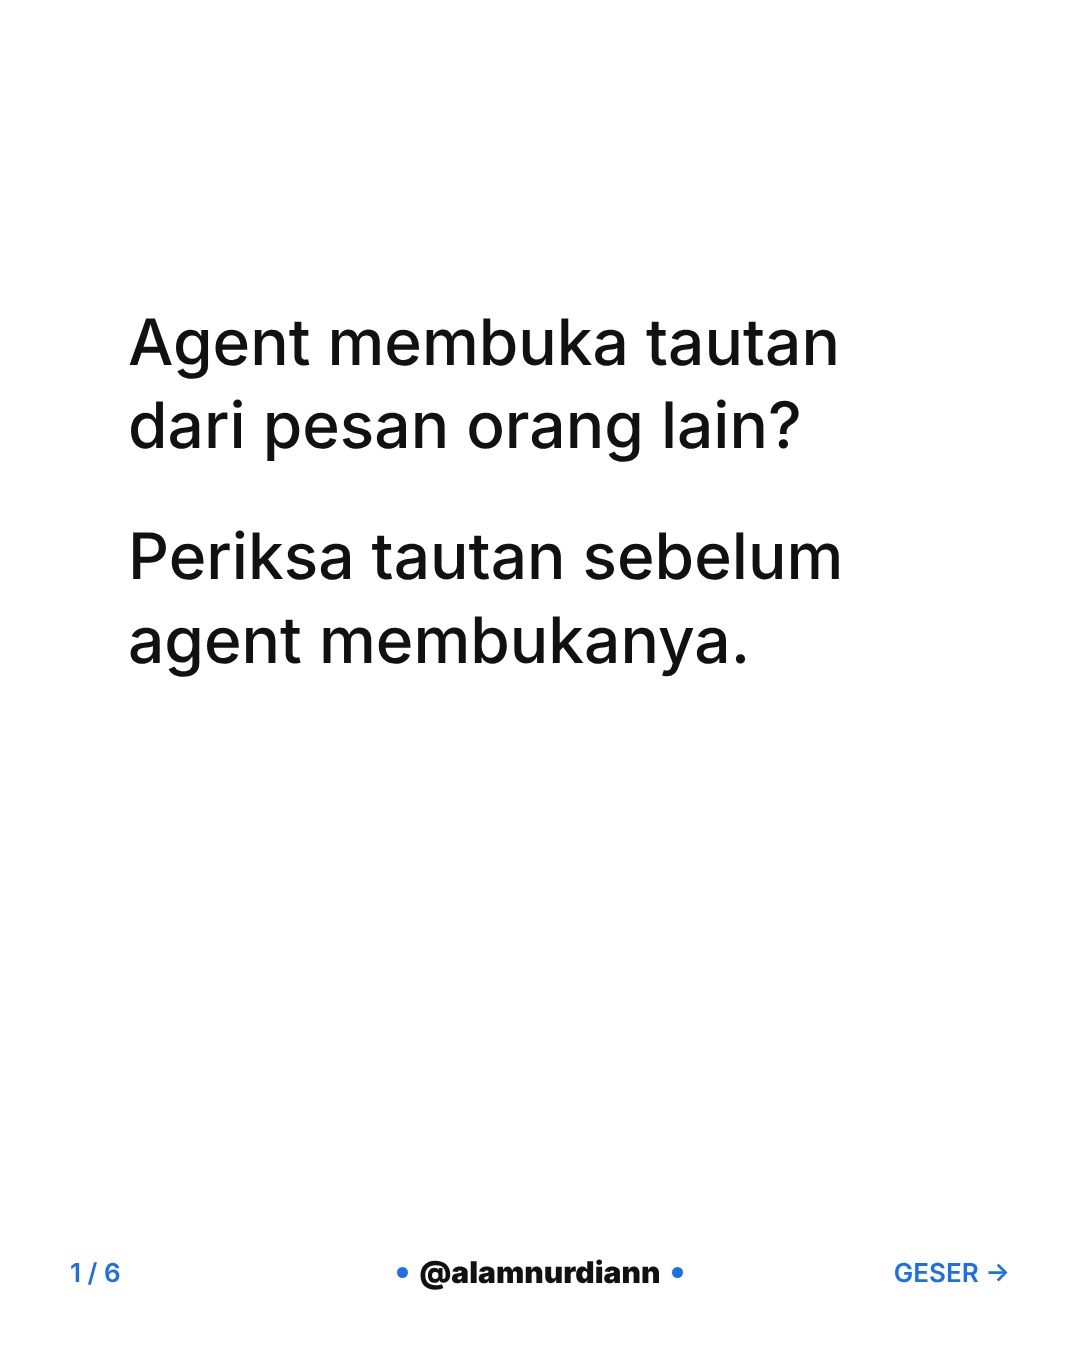 Agent membuka tautan
dari pesan orang lain?
Periksa tautan sebelum
agent membukanya.
1 / 6
• @alamnurdiann •
GESER →